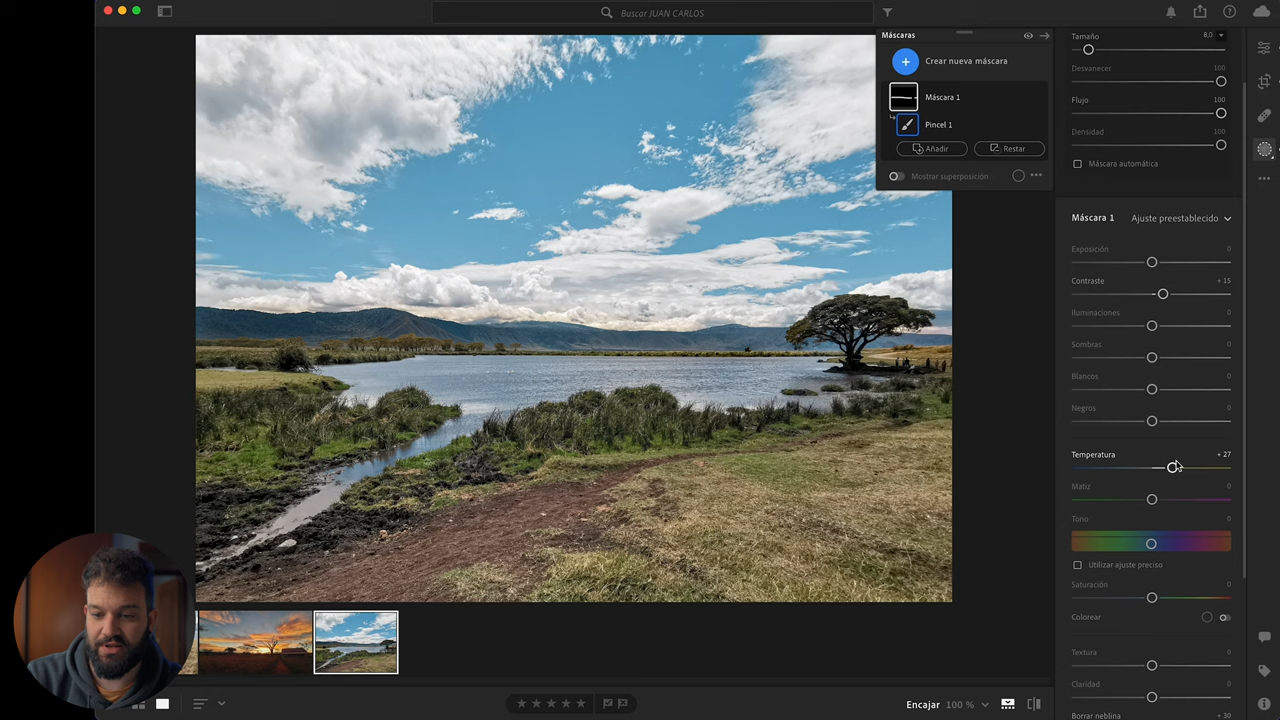 Buscar JUAN CARLOS
Máscaras
Crear nueva máscara
Máscara 1
Pincel 1
Añadir
Restar
Mostrar superposición
Tamaño 8,0
Desvanecer 100
Flujo 100
Densidad 100
Máscara automática
Máscara 1 Ajuste preestablecido
Exposición 0
Contraste + 15
Iluminaciones 0
Sombras 0
Blancos 0
Negros 0
Temperatura + 27
Matiz 0
Tono 0
Utilizar ajuste preciso
Saturación 0
Colorear
Textura 0
Claridad 0
Borrar neblina + 30
Encajar 100 %